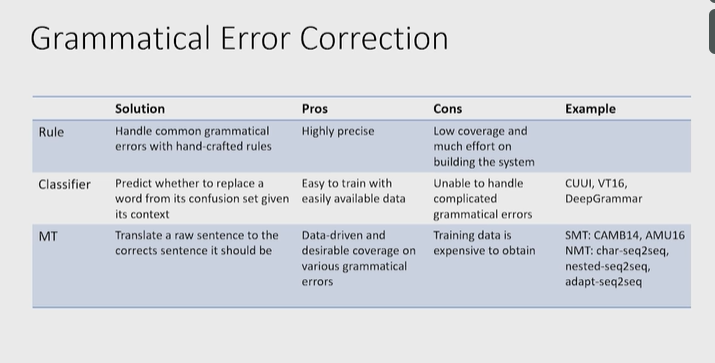 Grammatical Error Correction
Solution Pros Cons Example
Rule Handle common grammatical Highly precise Low coverage and
errors with hand-crafted rules much effort on
building the system
Classifier Predict whether to replace a Easy to train with Unable to handle CUUI, VT16,
word from its confusion set given easily available data complicated DeepGrammar
its context grammatical errors
MT Translate a raw sentence to the Data-driven and Training data is SMT: CAMB14, AMU16
corrects sentence it should be desirable coverage on expensive to obtain NMT: char-seq2seq,
various grammatical nested-seq2seq,
errors adapt-seq2seq